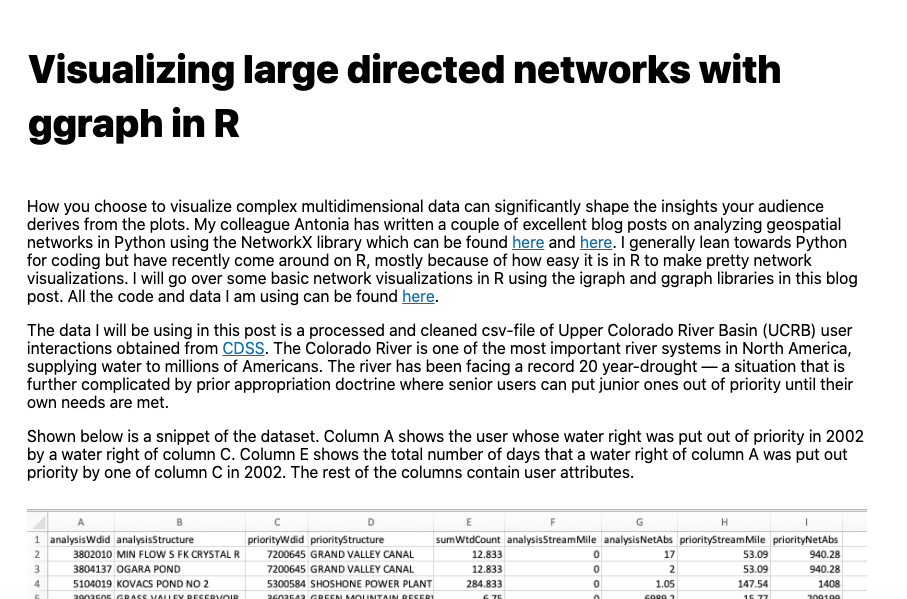 Visualizing large directed networks with
ggraph in R
How you choose to visualize complex multidimensional data can significantly shape the insights your audience
derives from the plots. My colleague Antonia has written a couple of excellent blog posts on analyzing geospatial
networks in Python using the NetworkX library which can be found here and here. I generally lean towards Python
for coding but have recently come around on R, mostly because of how easy it is in R to make pretty network
visualizations. I will go over some basic network visualizations in R using the igraph and ggraph libraries in this blog
post. All the code and data I am using can be found here.
The data I will be using in this post is a processed and cleaned csv-file of Upper Colorado River Basin (UCRB) user
interactions obtained from CDSS. The Colorado River is one of the most important river systems in North America,
supplying water to millions of Americans. The river has been facing a record 20 year-drought — a situation that is
further complicated by prior appropriation doctrine where senior users can put junior ones out of priority until their
own needs are met.
Shown below is a snippet of the dataset. Column A shows the user whose water right was put out of priority in 2002
by a water right of column C. Column E shows the total number of days that a water right of column A was put out
priority by one of column C in 2002. The rest of the columns contain user attributes.
A B C D E F G H I
1 analysisWdid analysisStructure priorityWdid priorityStructure sumWtdCount analysisStreamMile analysisNetAbs priorityStreamMile priorityNetAbs
2 3802010 MIN FLOW S FK CRYSTAL R 7200645 GRAND VALLEY CANAL 12.833 0 17 53.09 940.28
3 3804137 OGARA POND 7200645 GRAND VALLEY CANAL 12.833 0 2 53.09 940.28
4 5104019 KOVACS POND NO 2 5300584 SHOSHONE POWER PLANT 284.833 0 1.05 147.54 1408
5 3903505 GRASS VALLEY RESERVOIR 3603543 GREEN MOUNTAIN RESERV 6.75 0 6989.2 15.77 209199